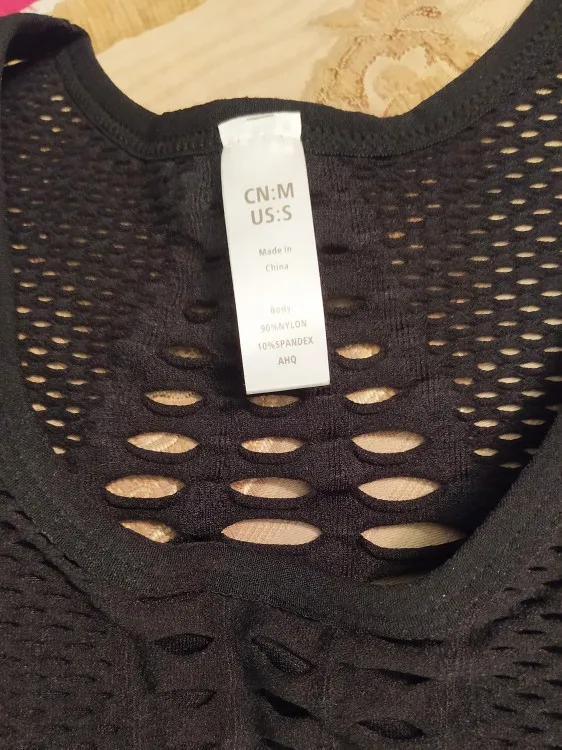 CN:M
US:S
Made in
China
Body
90%NYLON
10%SPANDEX
AHQ